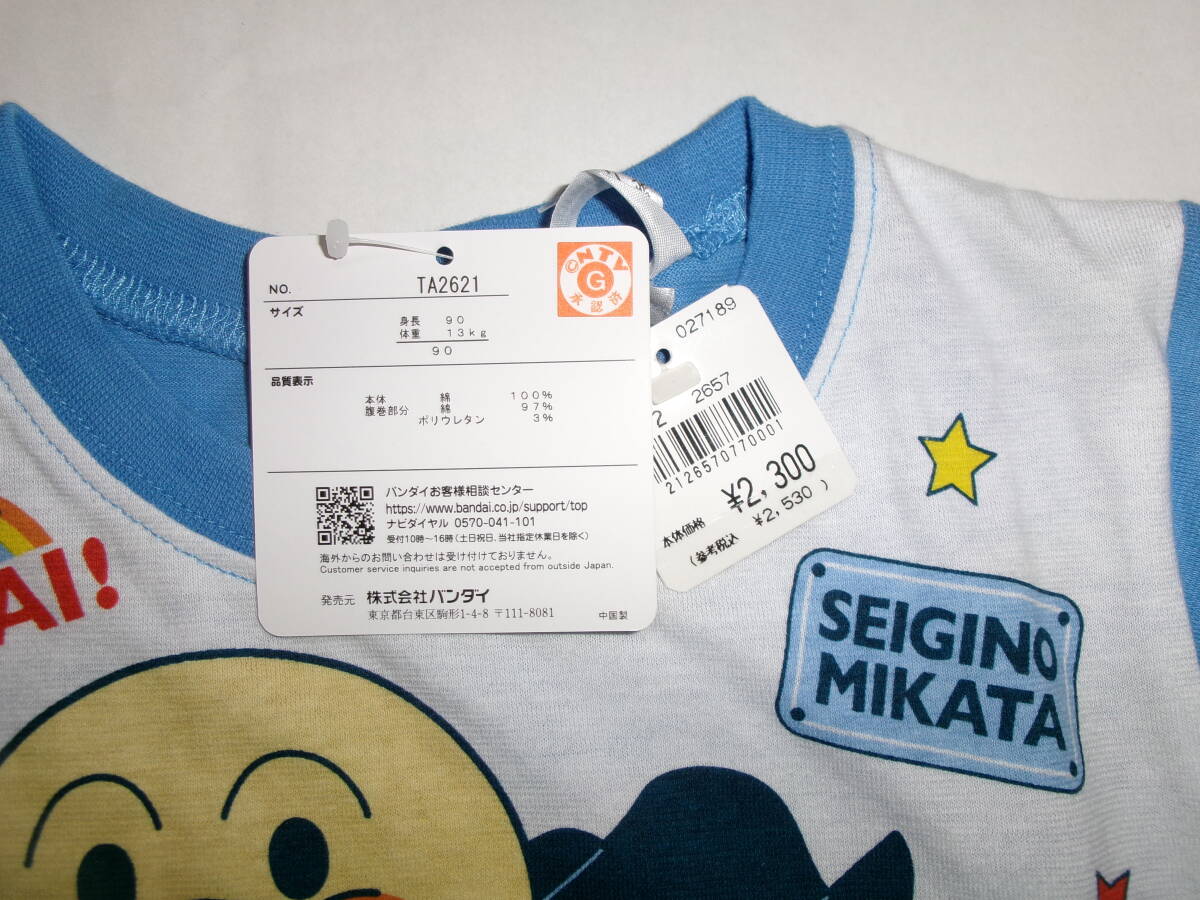 NO. TA2621
サイズ
身長 90
体重 13kg
90
品質表示
本体 綿 100%
腹巻部分 綿 97%
ポリウレタン 3%
バンダイお客様相談センター
https://www.bandai.co.jp/support/top
ナビダイヤル 0570-041-101
受付10時~16時(土日祝日、当社指定休業日を除く)
海外からのお問い合わせは受け付けておりません。
Customer service inquiries are not accepted from outside Japan.
発売元 株式会社バンダイ
東京都台東区駒形1-4-8 〒111-8081
中国製
©NTV
G
承認済
027189
2 2657
2126570770001
本体価格 ¥2,300
(参考税込 ¥2,530)
AI!
SEIGINO
MIKATA